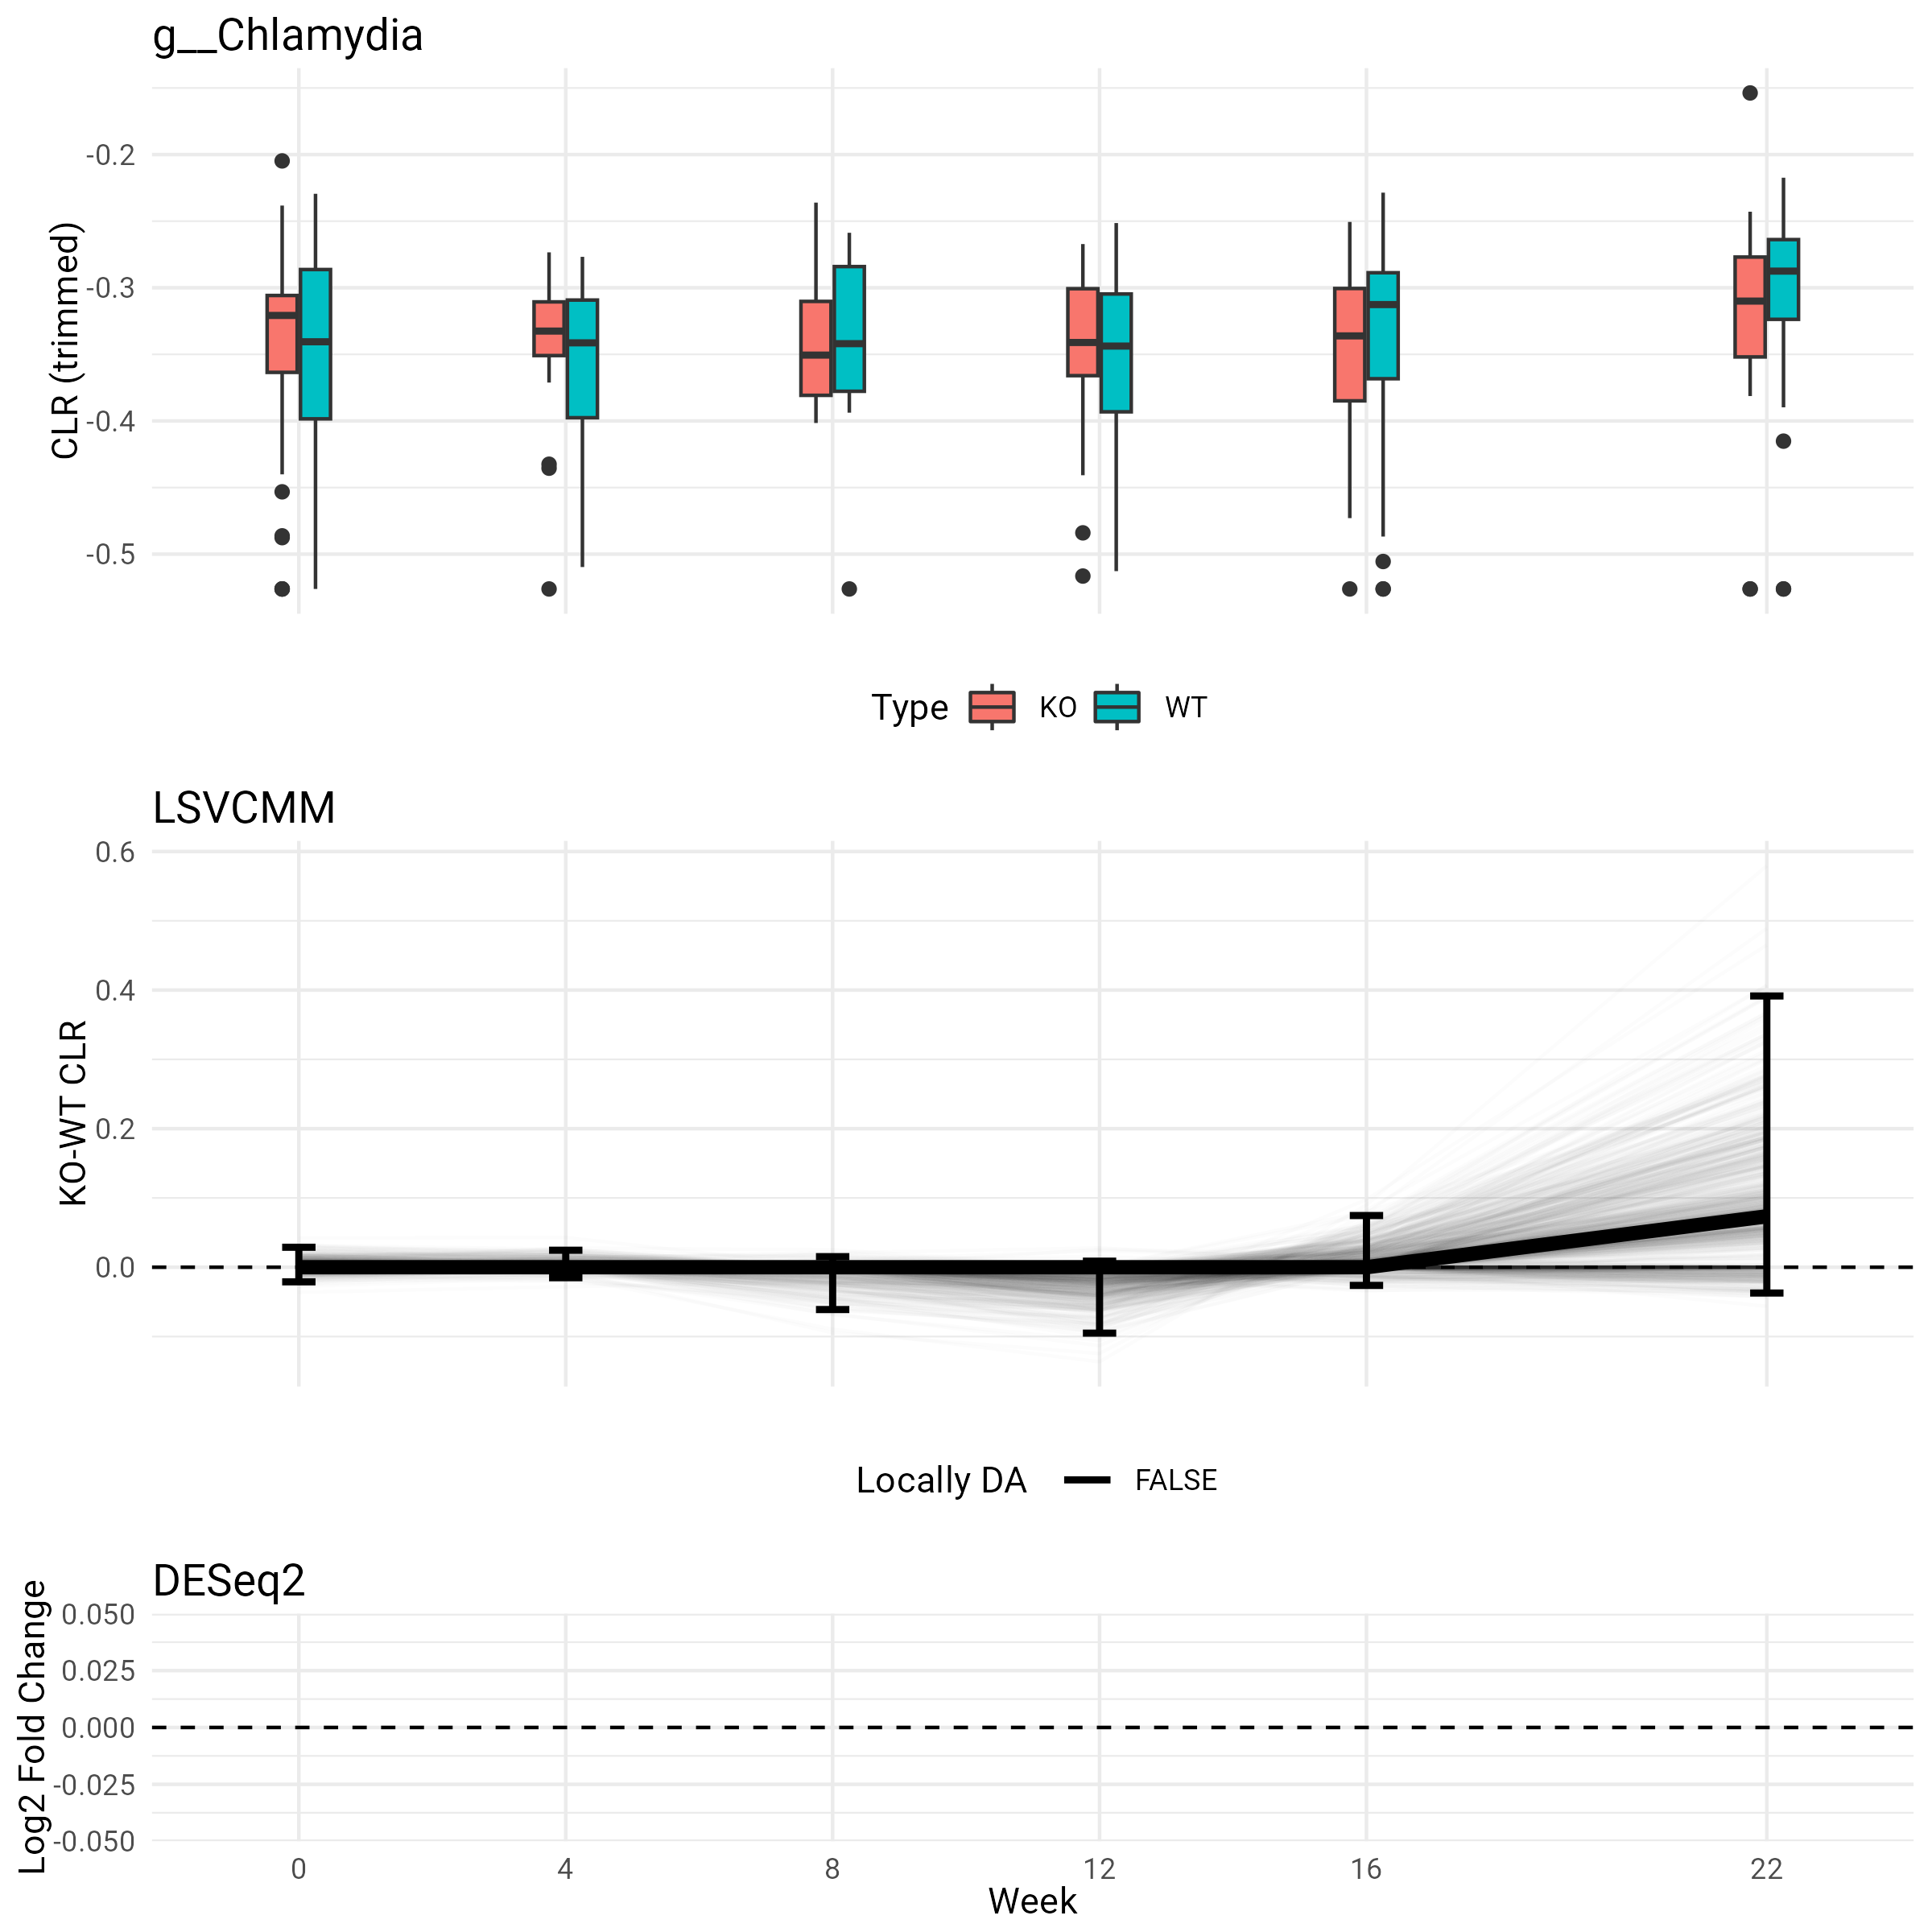 g__Chlamydia
CLR (trimmed)
-0.2
-0.3
-0.4
-0.5
Type KO WT
LSVCMM
KO-WT CLR
0.6
0.4
0.2
0.0
Locally DA FALSE
DESeq2
Log2 Fold Change
0.050
0.025
0.000
-0.025
-0.050
0 4 8 12 16 22
Week